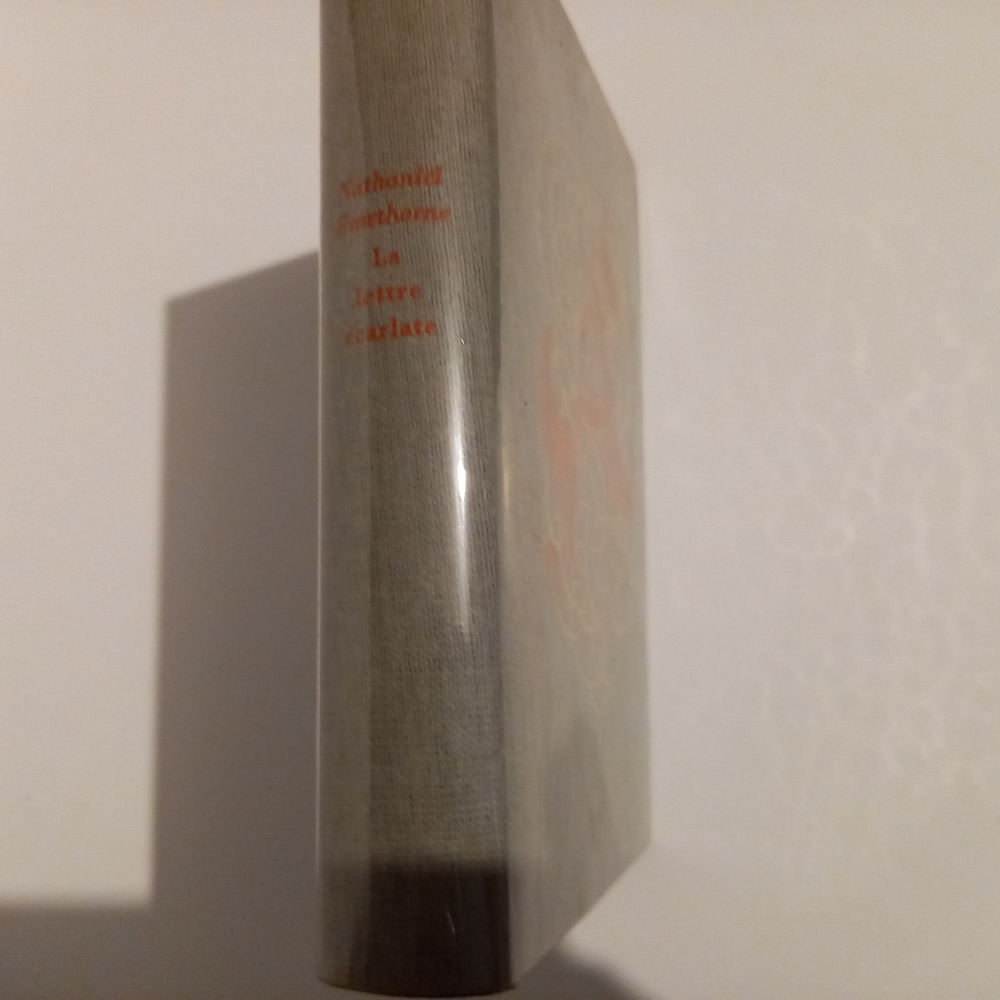 Nathaniel
Hawthorne
La
lettre
écarlate